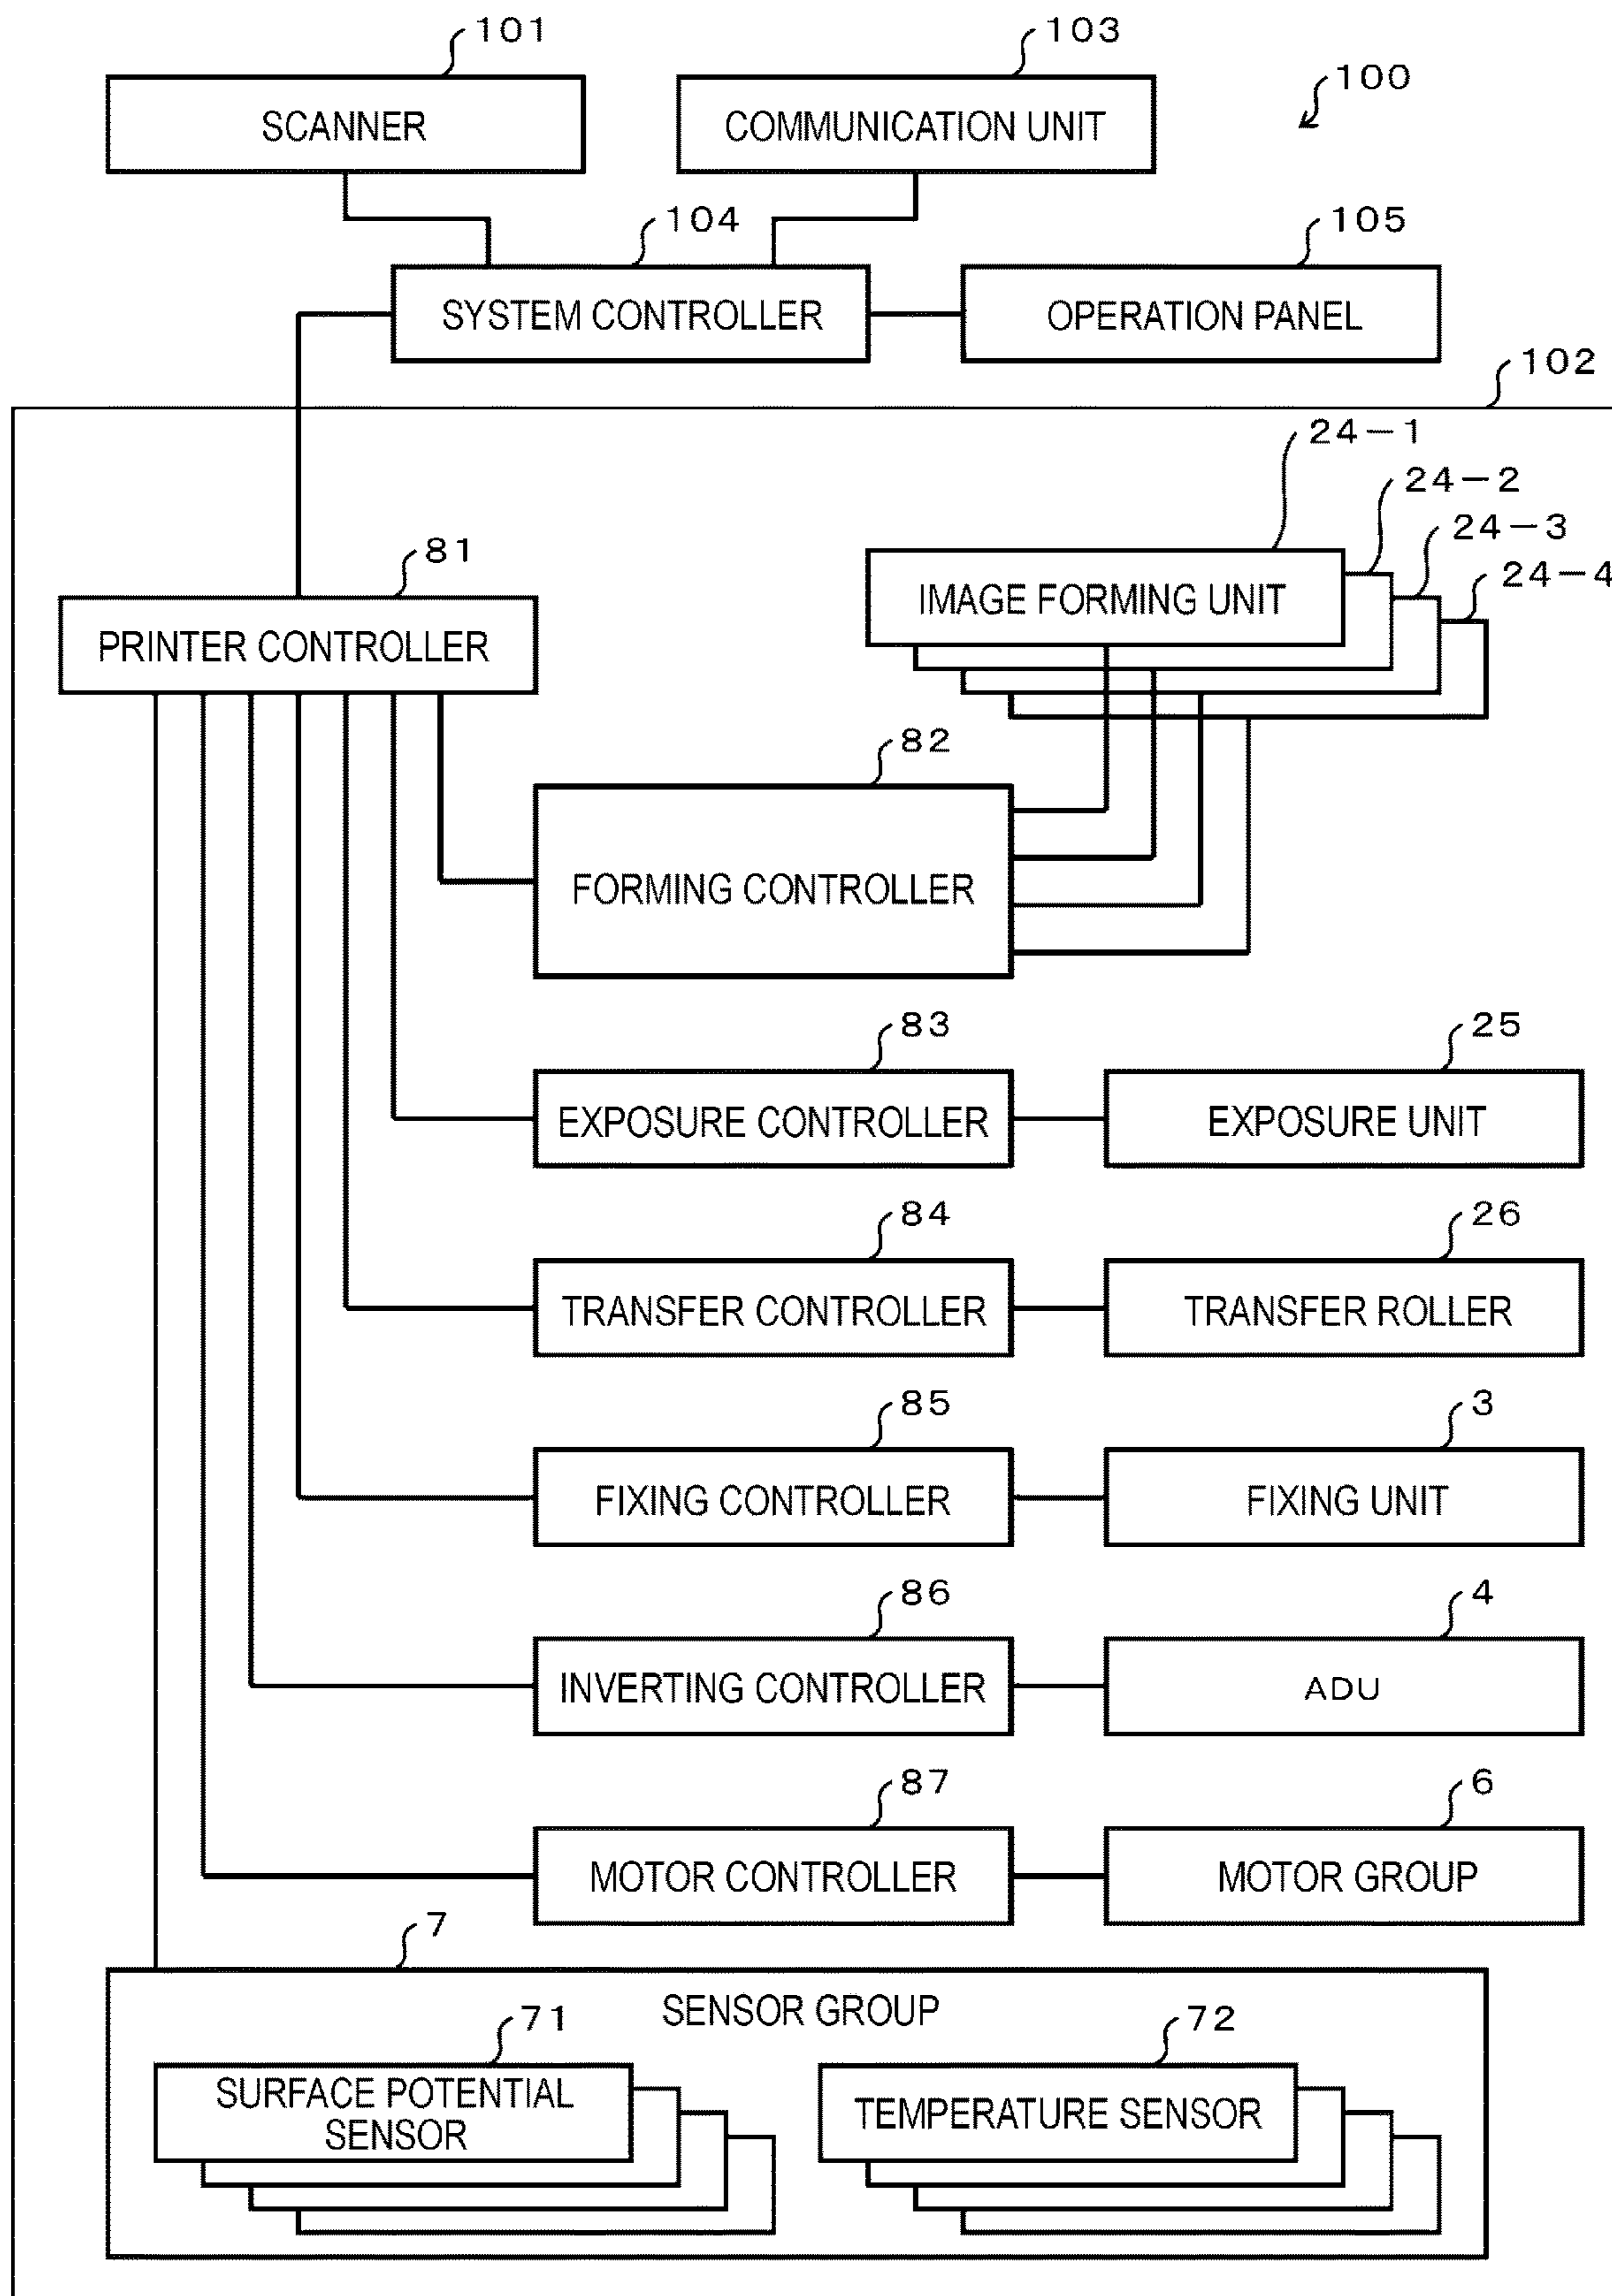 101
103
100
SCANNER
COMMUNICATION UNIT
104
105
SYSTEM CONTROLLER
OPERATION PANEL
102
24-1
24-2
24-3
24-4
81
IMAGE FORMING UNIT
PRINTER CONTROLLER
82
FORMING CONTROLLER
83
25
EXPOSURE CONTROLLER
EXPOSURE UNIT
84
26
TRANSFER CONTROLLER
TRANSFER ROLLER
85
3
FIXING CONTROLLER
FIXING UNIT
86
4
INVERTING CONTROLLER
ADU
87
6
MOTOR CONTROLLER
MOTOR GROUP
7
SENSOR GROUP
71
72
SURFACE POTENTIAL
SENSOR
TEMPERATURE SENSOR